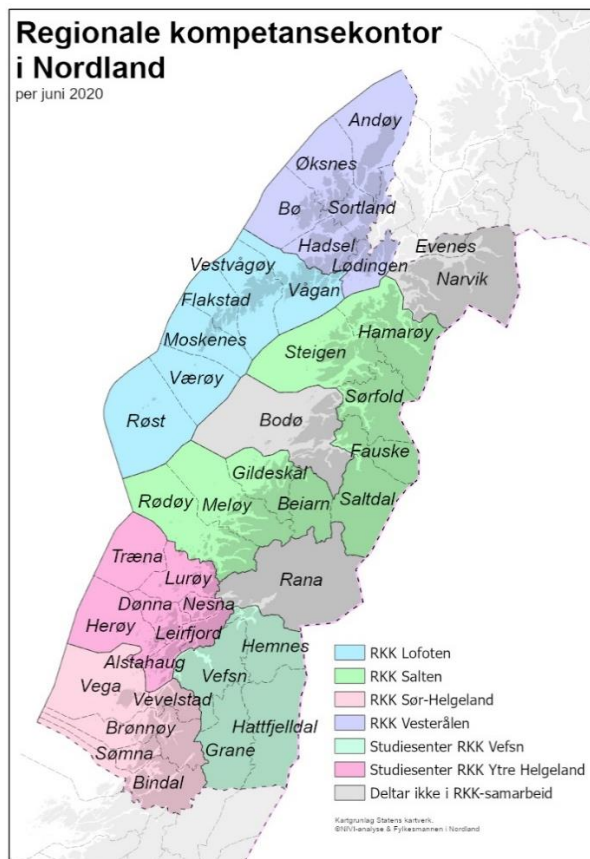 Regionale kompetansekontor
i Nordland
per juni 2020
Andøy
Øksnes
Bø
Sortland
Hadsel
Evenes
Lødingen
Narvik
Vestvågøy
Vågan
Flakstad
Hamarøy
Moskenes
Steigen
Værøy
Sørfold
Røst
Bodø
Fauske
Gildeskål
Rødøy
Meløy
Beiarn
Saltdal
Træna
Lurøy
Rana
Dønna
Nesna
Herøy
Leirfjord
Hemnes
Alstahaug
Vefsn
Vega
Vevelstad
Brønnøy
Hattfjelldal
Sømna
Grane
Bindal
RKK Lofoten
RKK Salten
RKK Sør-Helgeland
RKK Vesterålen
Studiesenter RKK Vefsn
Studiesenter RKK Ytre Helgeland
Deltar ikke i RKK-samarbeid
Kartgrunlag Statens kartverk.
©NIVI-analyse & Fylkesmannen i Nordland